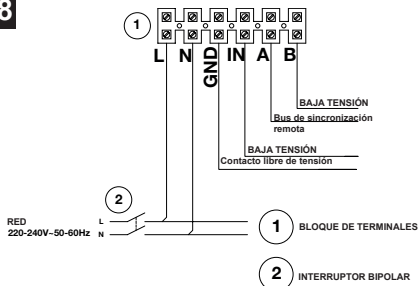 8
1
L N GND IN A B
BAJA TENSIÓN
Bus de sincronización
remota
BAJA TENSIÓN
Contacto libre de tensión
2
RED
220-240V~50-60Hz
L
N
1 BLOQUE DE TERMINALES
2 INTERRUPTOR BIPOLAR